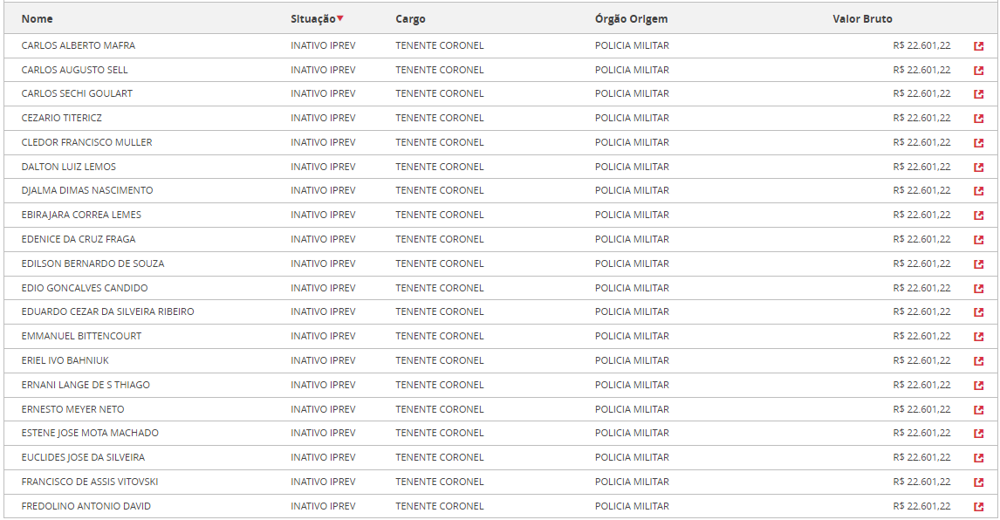 Nome Situação Cargo Órgão Origem Valor Bruto
CARLOS ALBERTO MAFRA INATIVO IPREV TENENTE CORONEL POLICIA MILITAR R$ 22.601,22
CARLOS AUGUSTO SELL INATIVO IPREV TENENTE CORONEL POLICIA MILITAR R$ 22.601,22
CARLOS SECHI GOULART INATIVO IPREV TENENTE CORONEL POLICIA MILITAR R$ 22.601,22
CEZARIO TITERICZ INATIVO IPREV TENENTE CORONEL POLICIA MILITAR R$ 22.601,22
CLEDOR FRANCISCO MULLER INATIVO IPREV TENENTE CORONEL POLICIA MILITAR R$ 22.601,22
DALTON LUIZ LEMOS INATIVO IPREV TENENTE CORONEL POLICIA MILITAR R$ 22.601,22
DJALMA DIMAS NASCIMENTO INATIVO IPREV TENENTE CORONEL POLICIA MILITAR R$ 22.601,22
EBIRAJARA CORREA LEMES INATIVO IPREV TENENTE CORONEL POLICIA MILITAR R$ 22.601,22
EDENICE DA CRUZ FRAGA INATIVO IPREV TENENTE CORONEL POLICIA MILITAR R$ 22.601,22
EDILSON BERNARDO DE SOUZA INATIVO IPREV TENENTE CORONEL POLICIA MILITAR R$ 22.601,22
EDIO GONCALVES CANDIDO INATIVO IPREV TENENTE CORONEL POLICIA MILITAR R$ 22.601,22
EDUARDO CEZAR DA SILVEIRA RIBEIRO INATIVO IPREV TENENTE CORONEL POLICIA MILITAR R$ 22.601,22
EMMANUEL BITTENCOURT INATIVO IPREV TENENTE CORONEL POLICIA MILITAR R$ 22.601,22
ERIEL IVO BAHNIUK INATIVO IPREV TENENTE CORONEL POLICIA MILITAR R$ 22.601,22
ERNANI LANGE DE S THIAGO INATIVO IPREV TENENTE CORONEL POLICIA MILITAR R$ 22.601,22
ERNESTO MEYER NETO INATIVO IPREV TENENTE CORONEL POLICIA MILITAR R$ 22.601,22
ESTENE JOSE MOTA MACHADO INATIVO IPREV TENENTE CORONEL POLICIA MILITAR R$ 22.601,22
EUCLIDES JOSE DA SILVEIRA INATIVO IPREV TENENTE CORONEL POLICIA MILITAR R$ 22.601,22
FRANCISCO DE ASSIS VITOVSKI INATIVO IPREV TENENTE CORONEL POLICIA MILITAR R$ 22.601,22
FREDOLINO ANTONIO DAVID INATIVO IPREV TENENTE CORONEL POLICIA MILITAR R$ 22.601,22